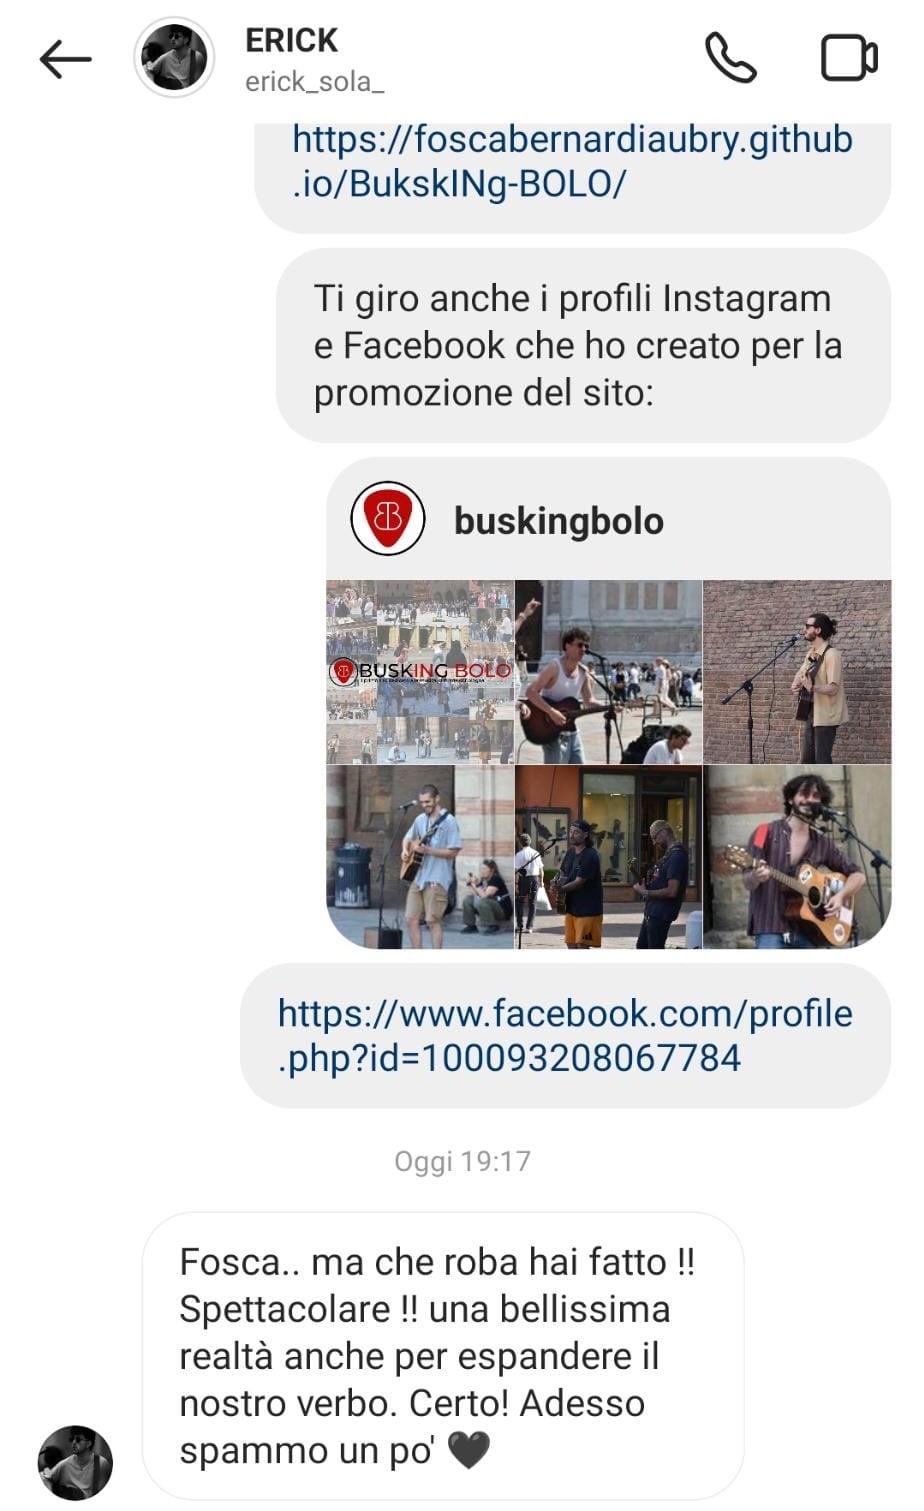 ERICK
erick_sola_
https://foscabernardiaubry.github
.io/BukskINg-BOLO/
Ti giro anche i profili Instagram
e Facebook che ho creato per la
promozione del sito:
buskingbolo
BUSKING BOLO
https://www.facebook.com/profile
.php?id=100093208067784
Oggi 19:17
Fosca.. ma che roba hai fatto !!
Spettacolare !! una bellissima
realtà anche per espandere il
nostro verbo. Certo! Adesso
spammo un po' 🖤